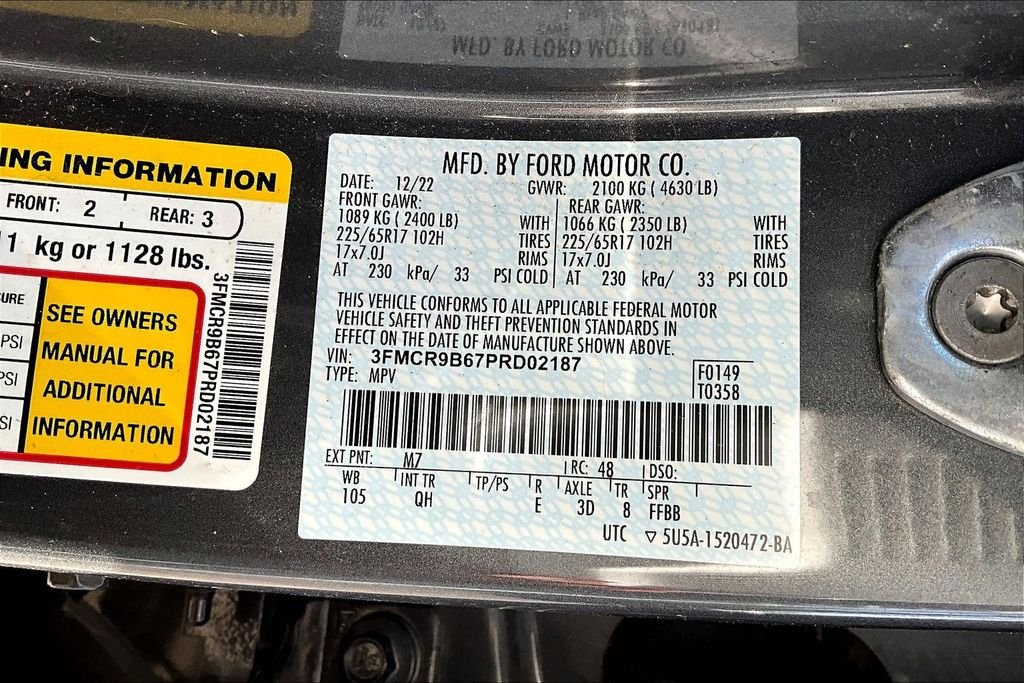 MFD. BY FORD MOTOR CO
ING INFORMATION
FRONT: 2 REAR: 3
1 kg or 1128 lbs.
URE
PSI
PSI
SI
SEE OWNERS
MANUAL FOR
ADDITIONAL
INFORMATION
3FMCR9B67PRD02187
MFD. BY FORD MOTOR CO.
DATE: 12/22 GVWR: 2100 KG ( 4630 LB)
FRONT GAWR: REAR GAWR:
1089 KG ( 2400 LB) WITH 1066 KG ( 2350 LB) WITH
225/65R17 102H TIRES 225/65R17 102H TIRES
17x7.0J RIMS 17x7.0J RIMS
AT 230 kPa/ 33 PSI COLD AT 230 kPa/ 33 PSI COLD
THIS VEHICLE CONFORMS TO ALL APPLICABLE FEDERAL MOTOR
VEHICLE SAFETY AND THEFT PREVENTION STANDARDS IN
EFFECT ON THE DATE OF MANUFACTURE SHOWN ABOVE.
VIN: 3FMCR9B67PRD02187
TYPE: MPV
F0149
T0358
EXT PNT: M7 RC: 48 DSO:
WB INT TR TP/PS R AXLE TR SPR
105 QH E 3D 8 FFBB
UTC ▽ 5U5A-1520472-BA